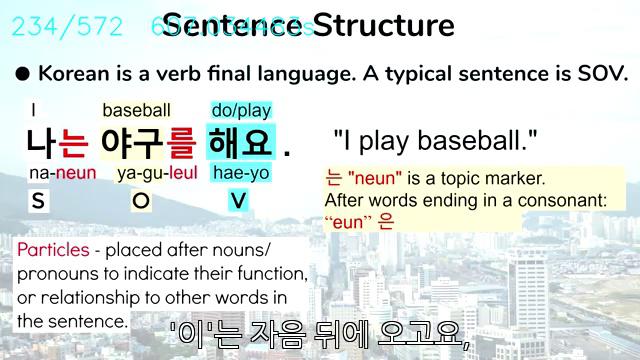 234/572
Sentence Structure
● Korean is a verb final language. A typical sentence is SOV.
I baseball do/play
나는 야구를 해요 . "I play baseball."
na-neun ya-gu-leul hae-yo
S O V
는 "neun" is a topic marker.
After words ending in a consonant:
“eun” 은
Particles - placed after nouns/
pronouns to indicate their function,
or relationship to other words in
the sentence.
'이'는 자음 뒤에 오고요,